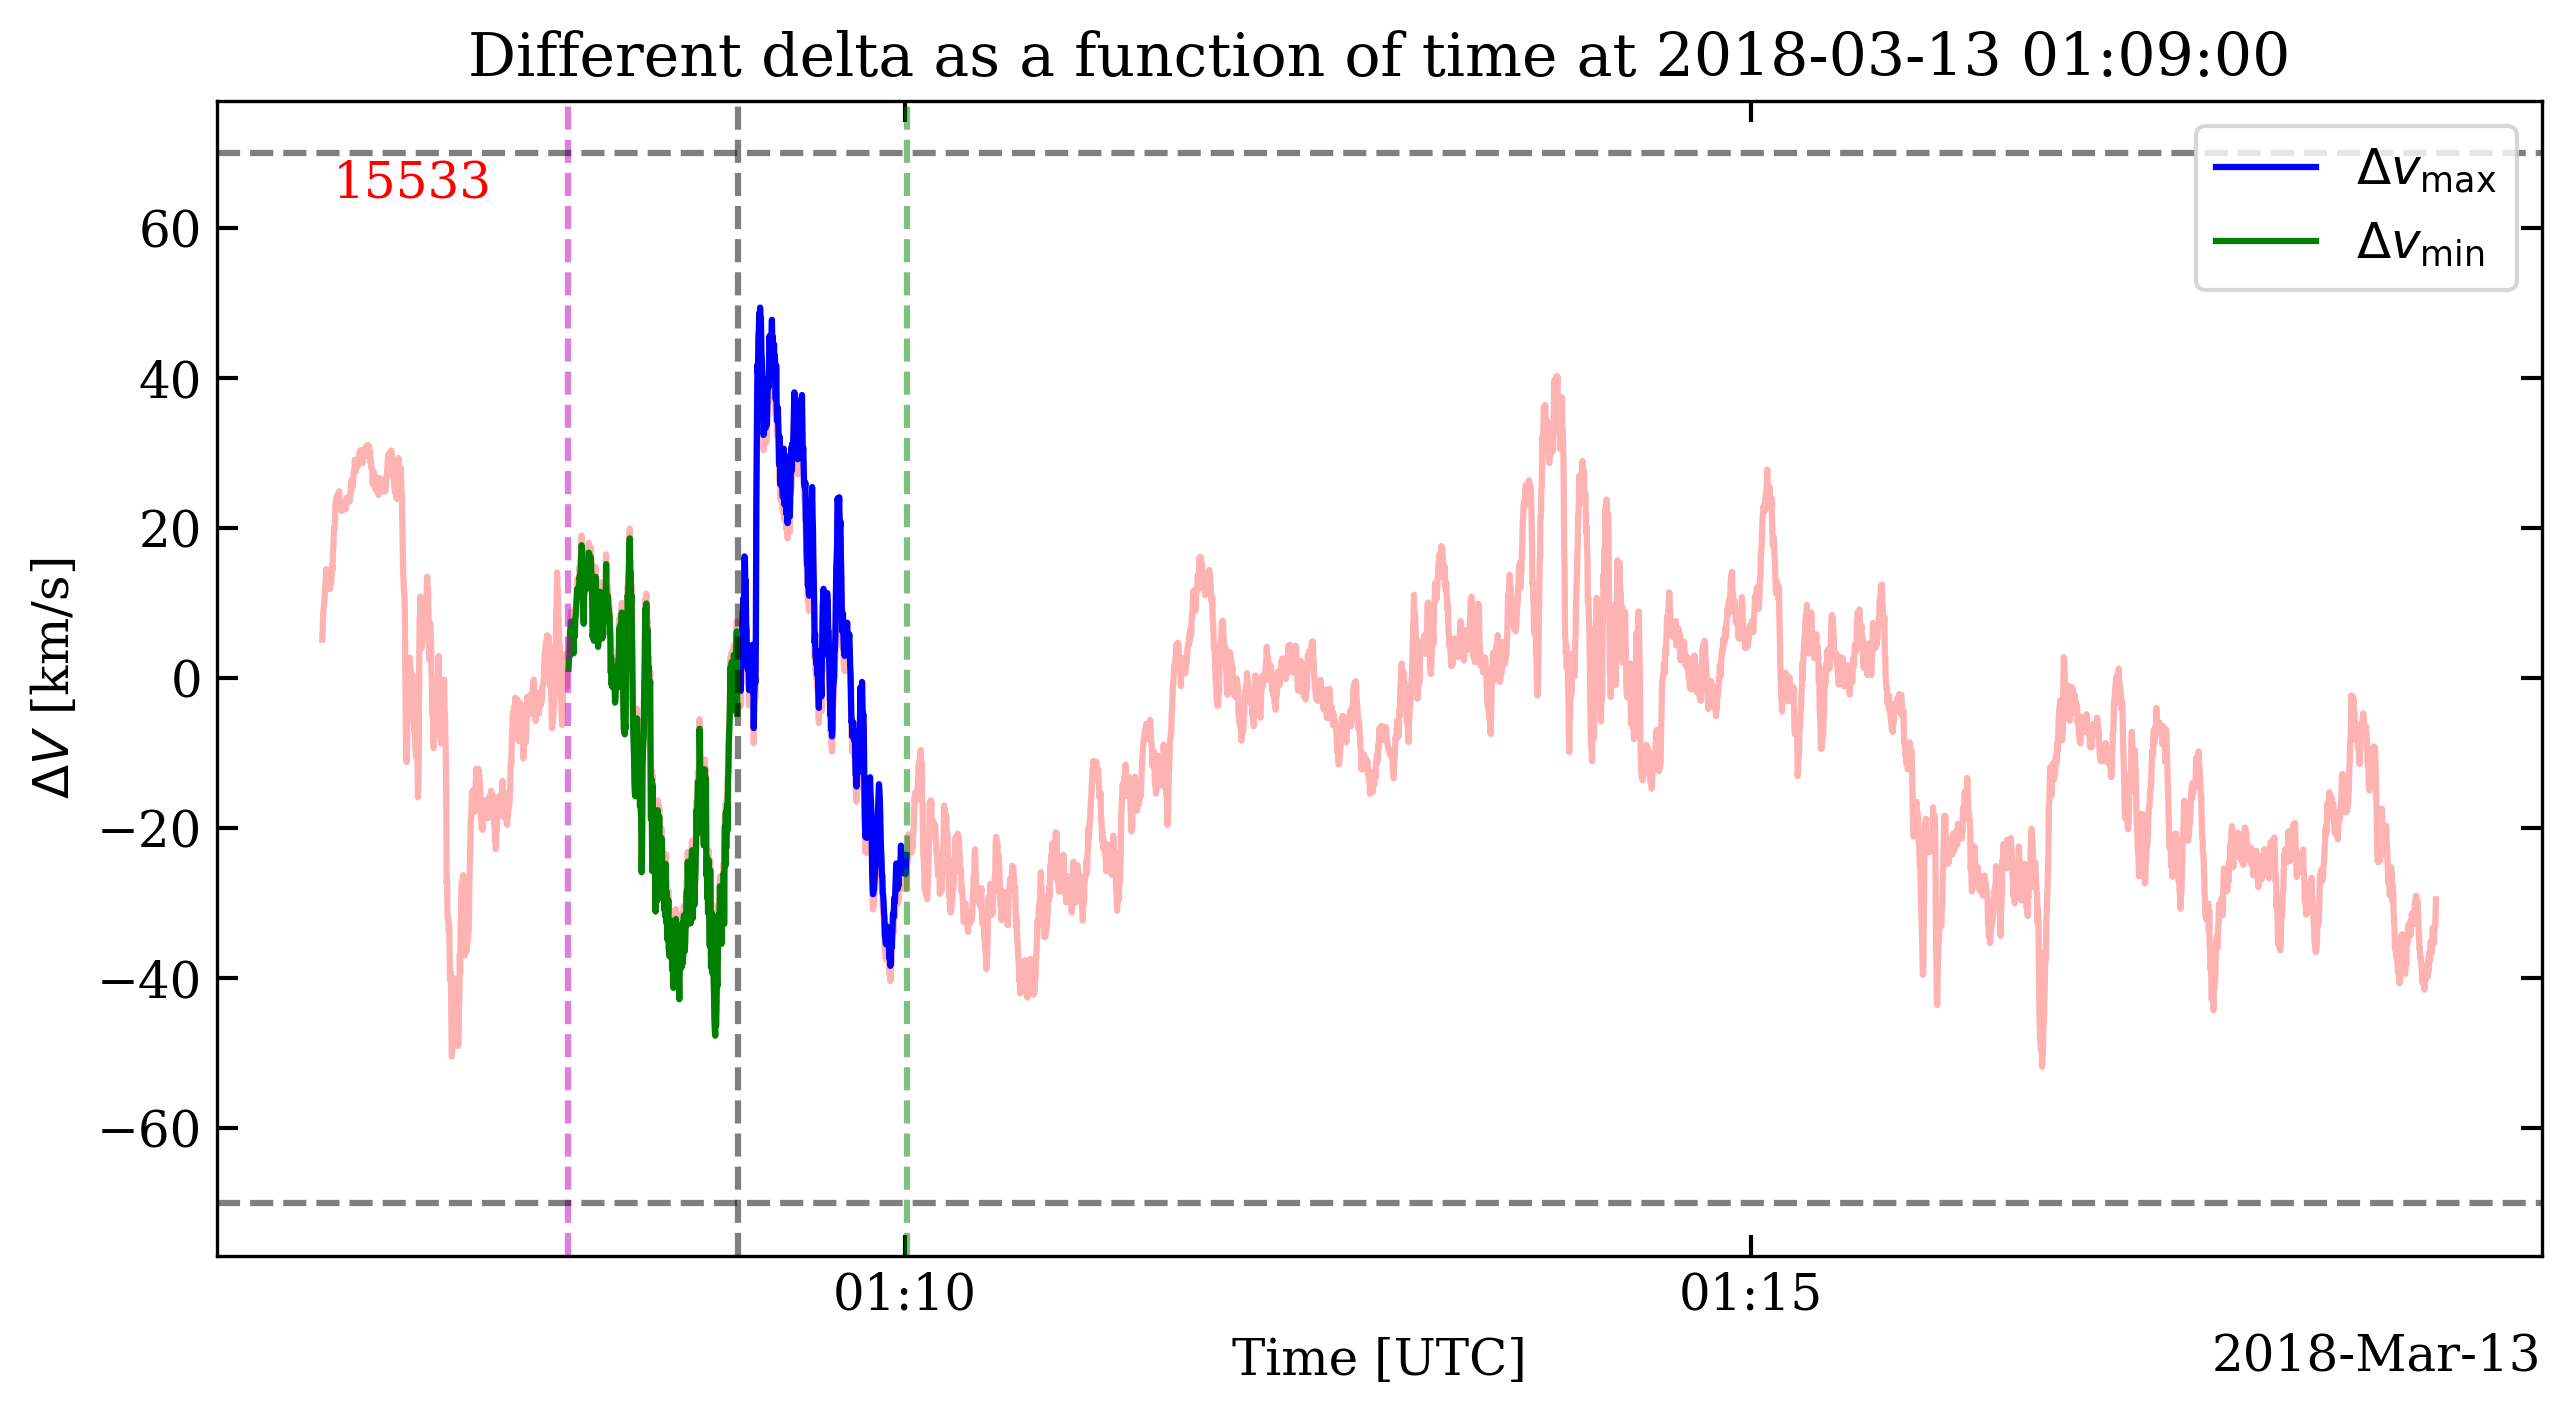 Different delta as a function of time at 2018-03-13 01:09:00
15533
Δv_max
Δv_min
60
40
20
0
−20
−40
−60
ΔV [km/s]
01:10
01:15
Time [UTC]
2018-Mar-13